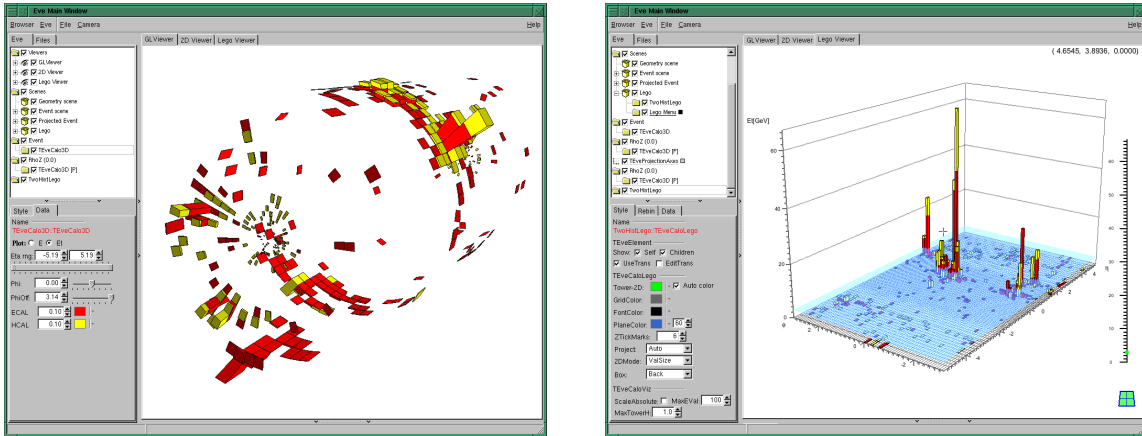 Eve Main Window
Browser Eve File Camera Help
Eve Files
GLViewer 2D Viewer Lego Viewer
Viewers
GLViewer
2D Viewer
Lego Viewer
Scenes
Geometry scene
Event scene
Projected Event
Lego
Event
TEveCalo3D
RhoZ (0.0)
TEveCalo3D [P]
TwoHistLego
Style Data
Name
TEveCalo3D::TEveCalo3D
Plot: E Et
Eta rng: -5.19 5.19
Phi: 0.00
PhiOff: 3.14
ECAL 0.10
HCAL 0.10
Eve Main Window
Browser Eve File Camera Help
Eve Files
GLViewer 2D Viewer Lego Viewer
Scenes
Geometry scene
Event scene
Projected Event
Lego
TwoHistLego
Lego Menu
Event
TEveCalo3D
RhoZ (0.0)
TEveCalo3D [P]
TEveProjectionAxes
RhoZ (0.0)
TEveCalo3D [P]
TwoHistLego
Style Rebin Data
Name
TwoHistLego::TEveCaloLego
TEveElement
Show: Self Children
UseTrans EditTrans
TEveCaloLego
Tower-2D: Auto color
GridColor:
FontColor:
PlaneColor: 60
ZTickMarks: 6
Project: Auto
2DMode: ValSize
Box: Back
TEveCaloViz
ScaleAbsolute: MaxEVal: 100
MaxTowerH: 1.0
( 4.6545, 3.8936, 0.0000)
Et[GeV]
60
40
20
0